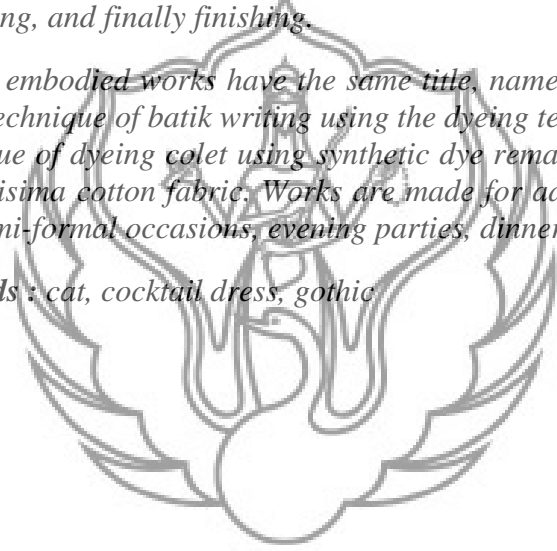 ng, and finally finishing.
embodied works have the same title, name
echnique of batik writing using the dyeing te
ue of dyeing colet using synthetic dye rema
isima cotton fabric. Works are made for ad
mi-formal occasions, evening parties, dinner
ds : cat, cocktail dress, gothic